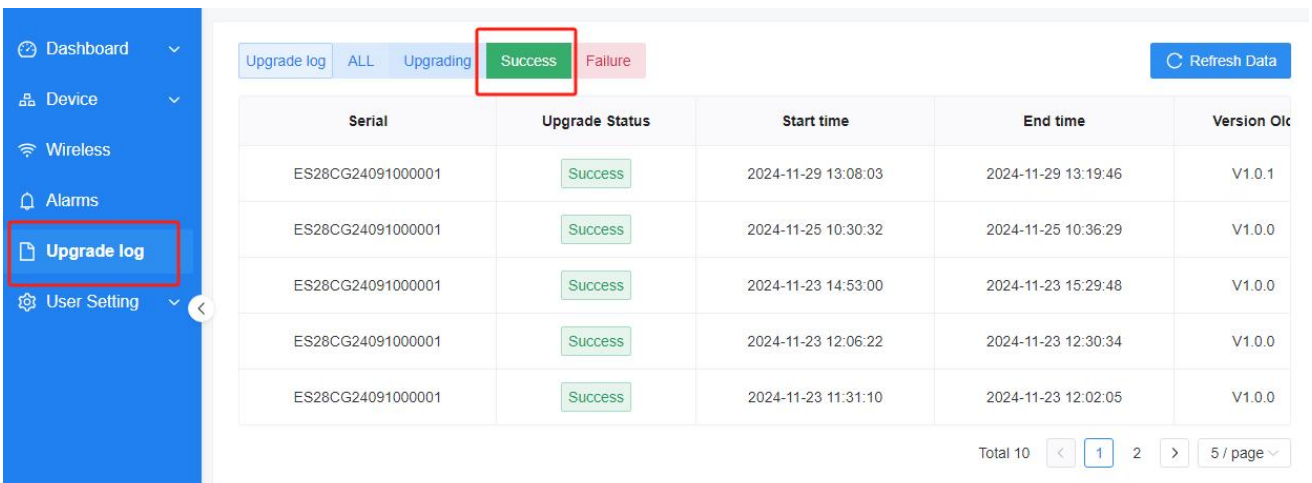 Dashboard
Device
Wireless
Alarms
Upgrade log
User Setting
Upgrade log ALL Upgrading Success Failure Refresh Data
Serial Upgrade Status Start time End time Version Old
ES28CG24091000001 Success 2024-11-29 13:08:03 2024-11-29 13:19:46 V1.0.1
ES28CG24091000001 Success 2024-11-25 10:30:32 2024-11-25 10:36:29 V1.0.0
ES28CG24091000001 Success 2024-11-23 14:53:00 2024-11-23 15:29:48 V1.0.0
ES28CG24091000001 Success 2024-11-23 12:06:22 2024-11-23 12:30:34 V1.0.0
ES28CG24091000001 Success 2024-11-23 11:31:10 2024-11-23 12:02:05 V1.0.0
Total 10 < 1 2 > 5 / page